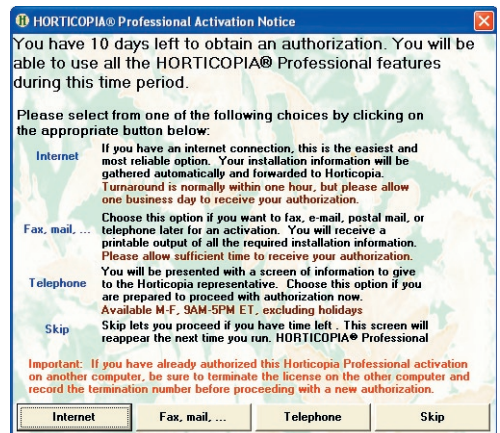 HORTICOPIA® Professional Activation Notice
You have 10 days left to obtain an authorization. You will be
able to use all the HORTICOPIA® Professional features
during this time period.
Please select from one of the following choices by clicking on
the appropriate button below:
Internet
If you have an internet connection, this is the easiest and
most reliable option. Your installation information will be
gathered automatically and forwarded to Horticopia.
Turnaround is normally within one hour, but please allow
one business day to receive your authorization.
Fax, mail, ...
Choose this option if you want to fax, e-mail, postal mail, or
telephone later for an activation. You will receive a
printable output of all the required installation information.
Please allow sufficient time to receive your authorization.
Telephone
You will be presented with a screen of information to give
to the Horticopia representative. Choose this option if you
are prepared to proceed with authorization now.
Available M-F, 9AM-5PM ET, excluding holidays
Skip
Skip lets you proceed if you have time left . This screen will
reappear the next time you run. HORTICOPIA® Professional
Important: If you have already authorized this Horticopia Professional activation
on another computer, be sure to terminate the license on the other computer and
record the termination number before proceeding with a new authorization.
Internet
Fax, mail, ...
Telephone
Skip